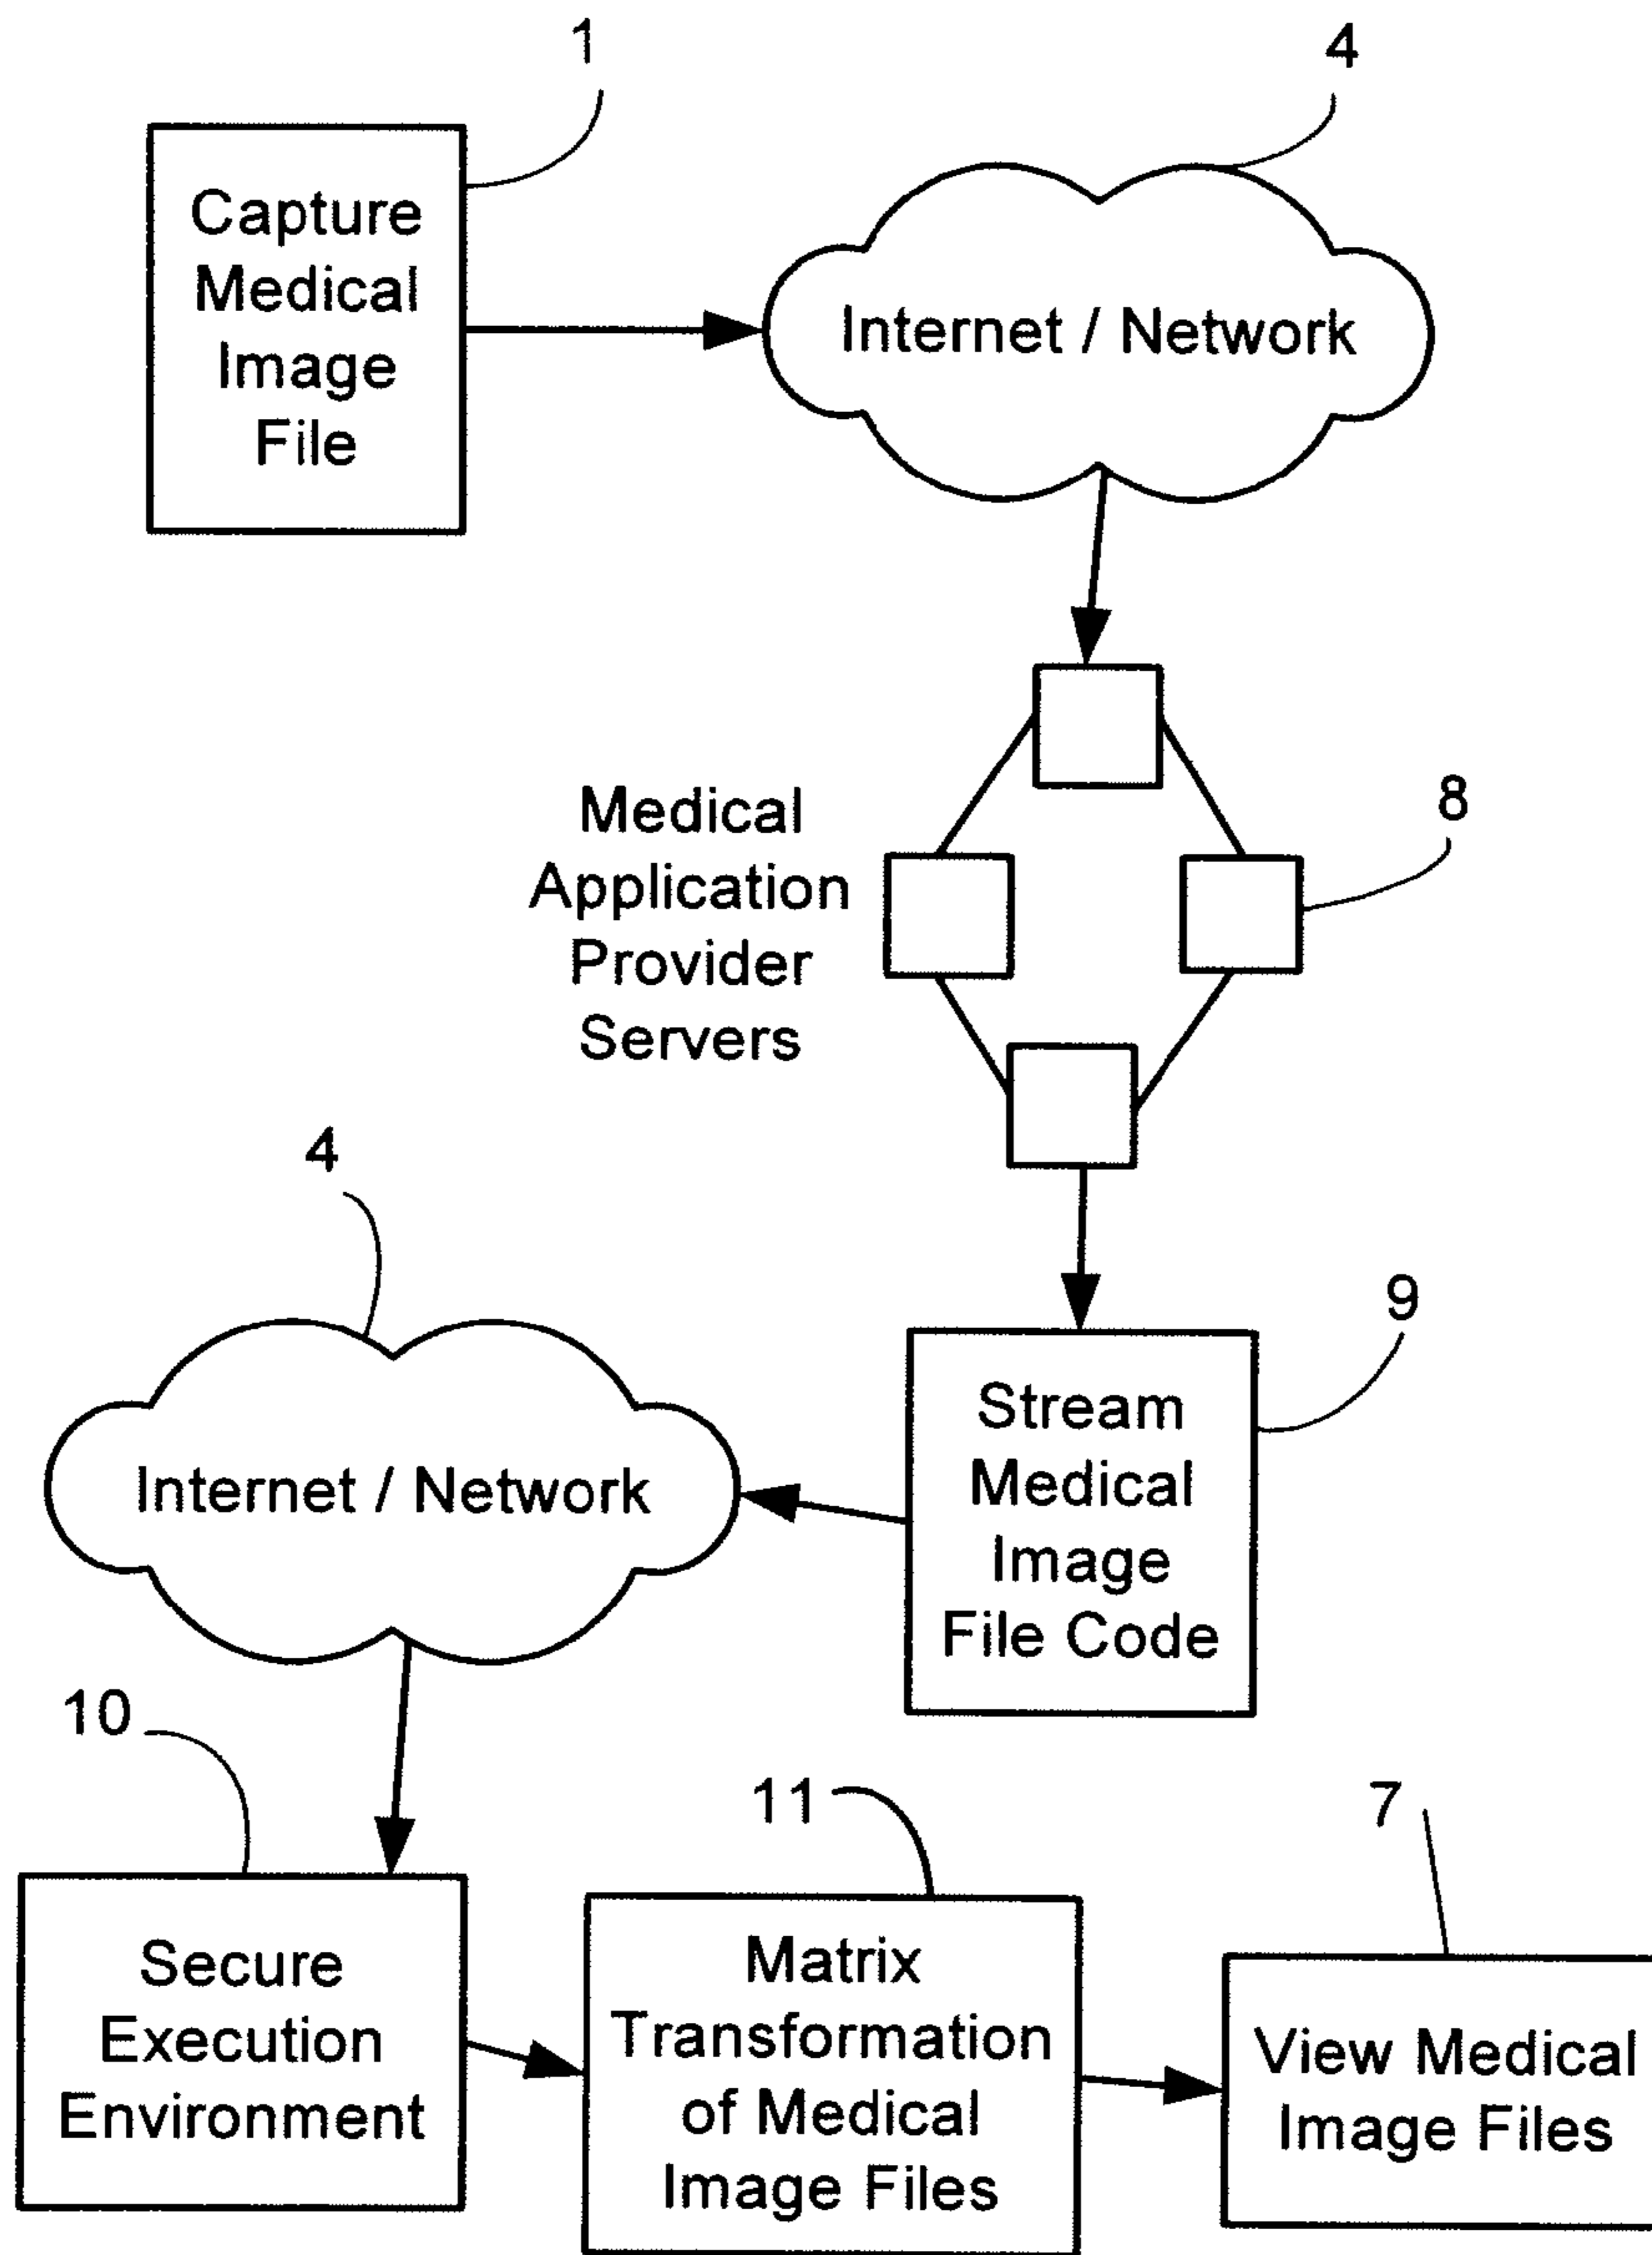 1
Capture
Medical
Image
File
4
Internet / Network
Medical
Application
Provider
Servers
8
4
Internet / Network
9
Stream
Medical
Image
File Code
10
Secure
Execution
Environment
11
Matrix
Transformation
of Medical
Image Files
7
View Medical
Image Files